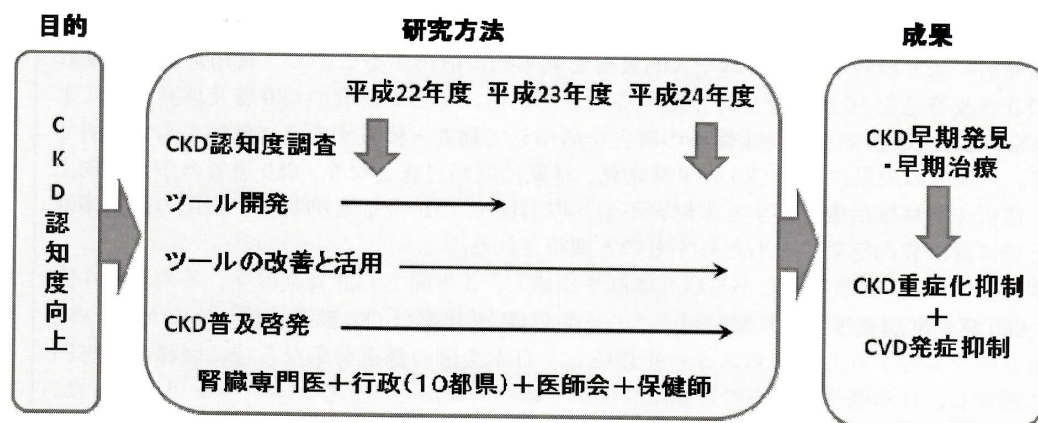 目的
CKD認知度向上
研究方法
平成22年度 平成23年度 平成24年度
CKD認知度調査
ツール開発
ツールの改善と活用
CKD普及啓発
腎臓専門医+行政(10都県)+医師会+保健師
成果
CKD早期発見
・早期治療
CKD重症化抑制
+
CVD発症抑制